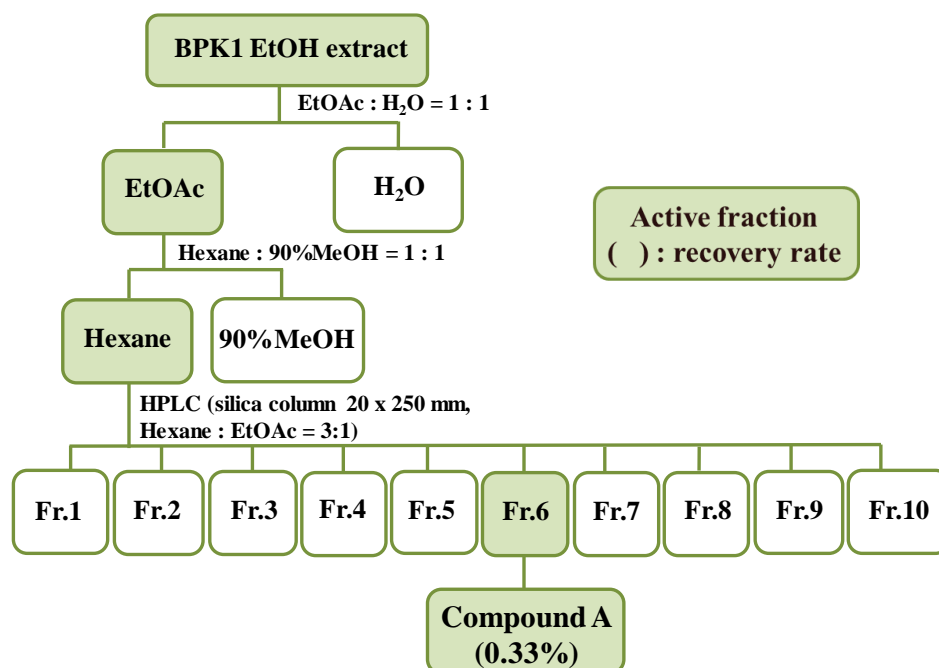 BPK1 EtOH extract
EtOAc : H₂O = 1 : 1
EtOAc
H₂O
Active fraction
( ) : recovery rate
Hexane : 90%MeOH = 1 : 1
Hexane
90%MeOH
HPLC (silica column 20 x 250 mm,
Hexane : EtOAc = 3:1)
Fr.1
Fr.2
Fr.3
Fr.4
Fr.5
Fr.6
Fr.7
Fr.8
Fr.9
Fr.10
Compound A
(0.33%)